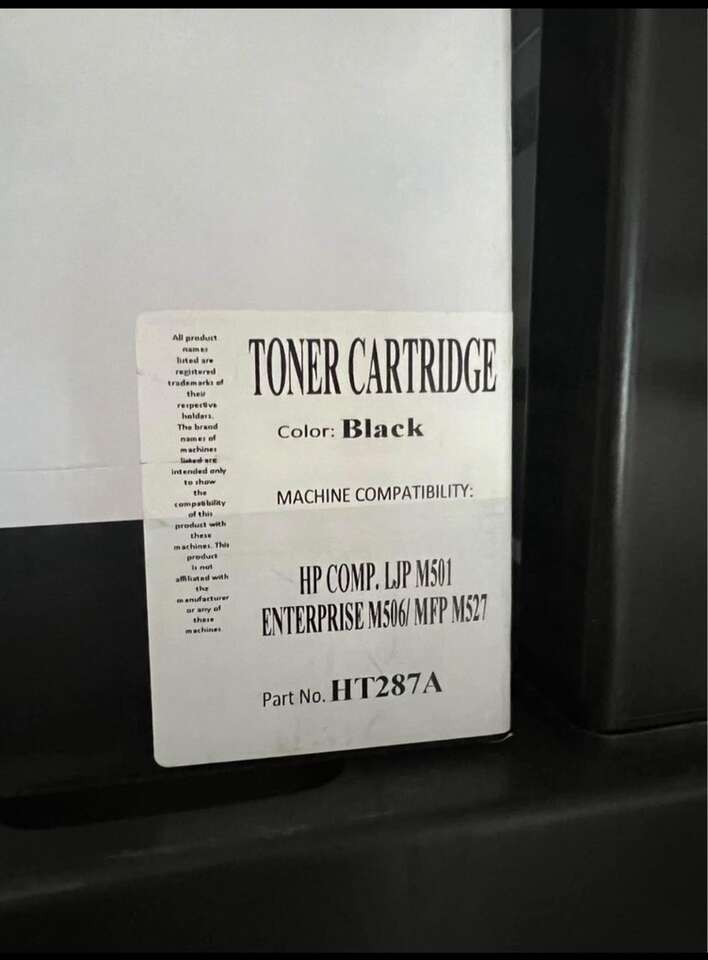 All product
names
listed are
registered
trademarks of
their
respective
holders.
The brand
names of
machines
listed are
intended only
to show
the
compatibility
of this
product with
these
machines. This
product
is not
affiliated with
the
manufacturer
or any of
these
machines
TONER CARTRIDGE
Color: Black
MACHINE COMPATIBILITY:
HP COMP. LJP M501
ENTERPRISE M506/ MFP M527
Part No. HT287A